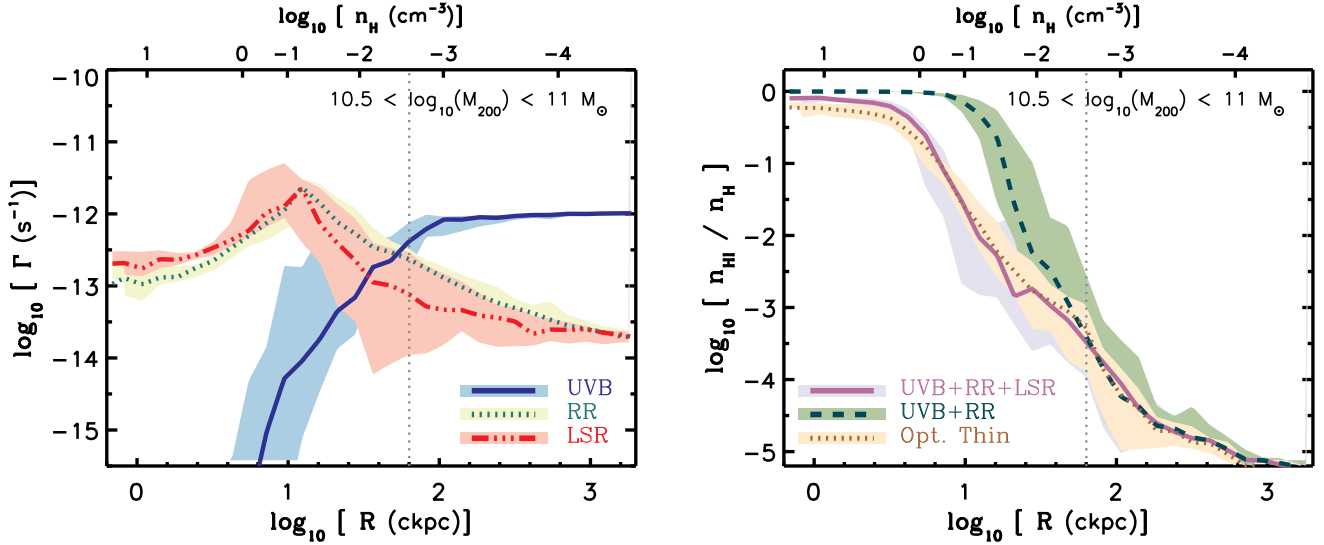 log10 [ nH (cm−3)]
1 0 −1 −2 −3 −4
10.5 < log10(M200) < 11 M⊙
log10 [ Γ (s−1)]
−10
−11
−12
−13
−14
−15
UVB
RR
LSR
0 1 2 3
log10 [ R (ckpc)]
log10 [ nH (cm−3)]
1 0 −1 −2 −3 −4
10.5 < log10(M200) < 11 M⊙
log10 [ nHI / nH ]
0
−1
−2
−3
−4
−5
UVB+RR+LSR
UVB+RR
Opt. Thin
0 1 2 3
log10 [ R (ckpc)]